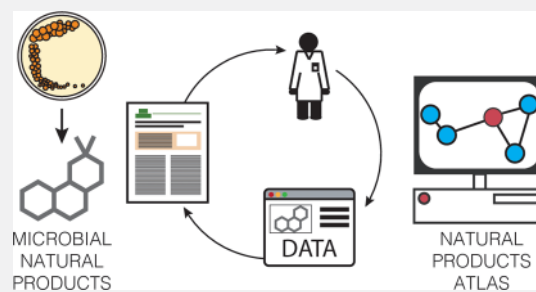 MICROBIAL
NATURAL
PRODUCTS
DATA
NATURAL
PRODUCTS
ATLAS